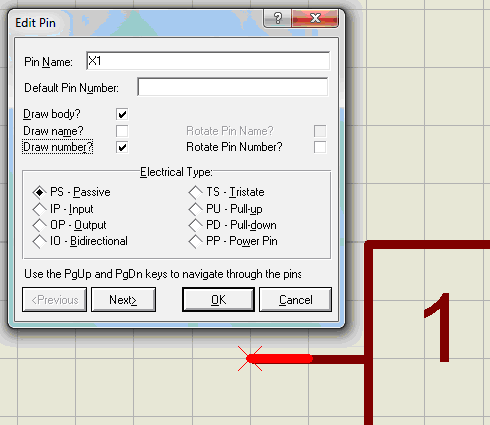 Edit Pin
Pin Name: X1
Default Pin Number:
Draw body?
Draw name? Rotate Pin Name?
Draw number? Rotate Pin Number?
Electrical Type:
PS - Passive TS - Tristate
IP - Input PU - Pull-up
OP - Output PD - Pull-down
IO - Bidirectional PP - Power Pin
Use the PgUp and PgDn keys to navigate through the pins
<Previous Next> OK Cancel
1